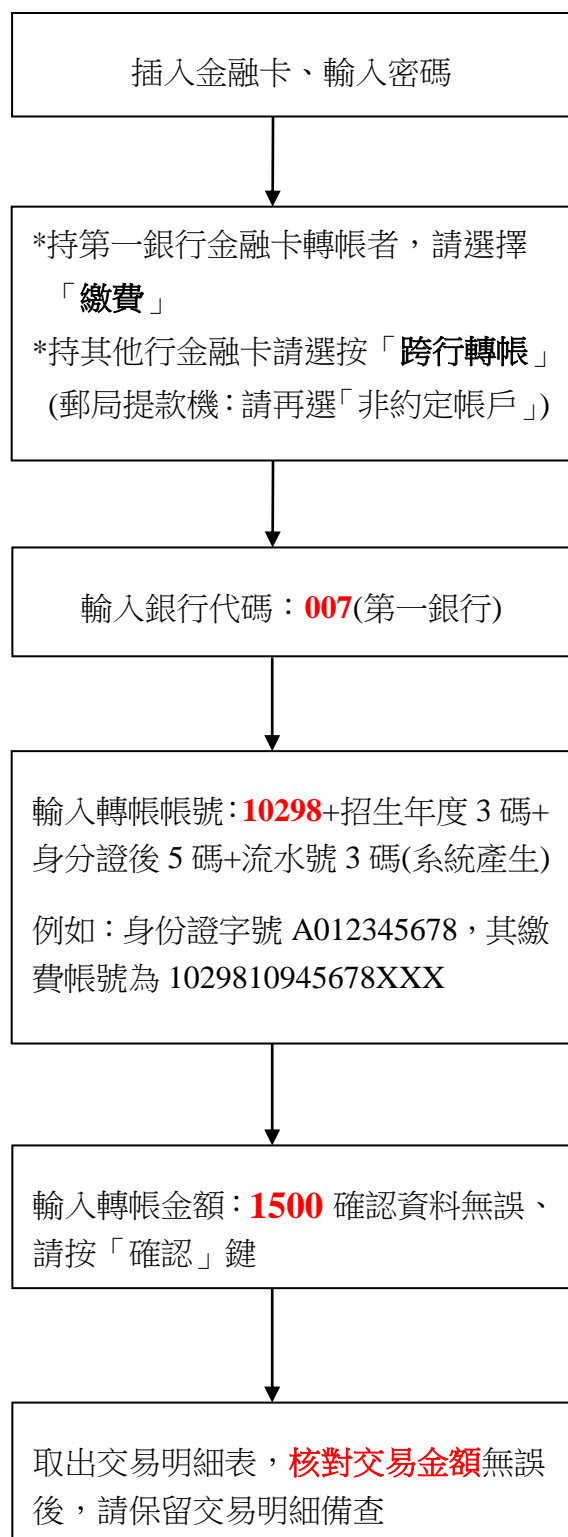 插入金融卡、輸入密碼
*持第一銀行金融卡轉帳者，請選擇
「繳費」
*持其他行金融卡請選按「跨行轉帳」
(郵局提款機：請再選「非約定帳戶」)
輸入銀行代碼：007(第一銀行)
輸入轉帳帳號：10298+招生年度 3 碼+
身分證後 5 碼+流水號 3 碼(系統產生)
例如：身份證字號 A012345678，其繳
費帳號為 1029810945678XXX
輸入轉帳金額：1500 確認資料無誤、
請按「確認」鍵
取出交易明細表，核對交易金額無誤
後，請保留交易明細備查